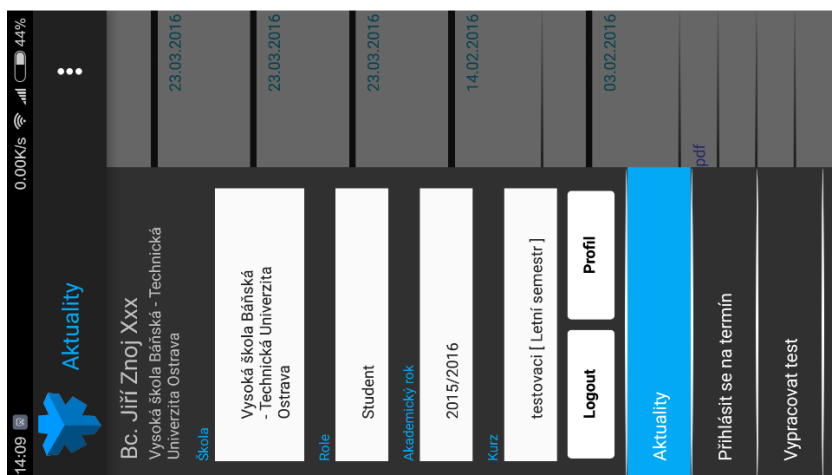 14:09
0.00K/s
44%
Aktuality
Bc. Jiří Znoj Xxx
Vysoká škola Báňská - Technická
Univerzita Ostrava
Škola
Vysoká škola Báňská
- Technická Univerzita
Ostrava
Role
Student
Akademický rok
2015/2016
Kurz
testovaci [ Letní semestr ]
Logout
Profil
Aktuality
Přihlásit se na termín
Vypracovat test
23.03.2016
23.03.2016
23.03.2016
14.02.2016
03.02.2016
pdf